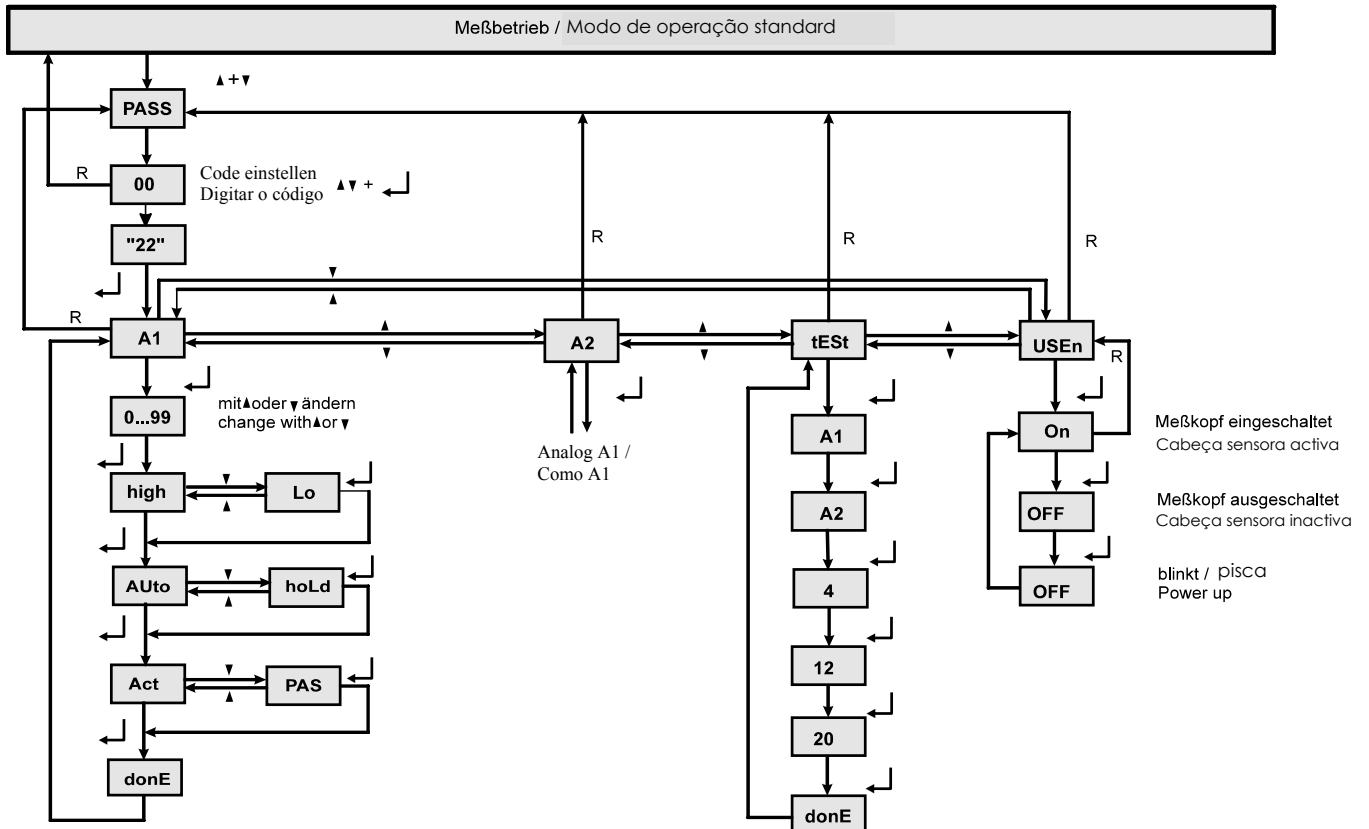 Meßbetrieb / Modo de operação standard
▲+▼
PASS
R
00
Code einstellen
Digitar o código ▲▼ + ↵
"22"
↵
R
R
R
▼
▲
R
A1
▲
▼
A2
▲
▼
tESt
▲
▼
USEn
R
↵
0...99
mit▲oder▼ändern
change with▲or▼
↵
high
▼
▲
Lo
↵
↵
AUto
▼
▲
hoLd
↵
↵
Act
▼
▲
PAS
↵
↵
donE
↵
Analog A1 /
Como A1
↵
A1
↵
A2
↵
4
↵
12
↵
20
↵
donE
↵
On
Meßkopf eingeschaltet
Cabeça sensora activa
↵
OFF
Meßkopf ausgeschaltet
Cabeça sensora inactiva
↵
OFF
blinkt / pisca
Power up